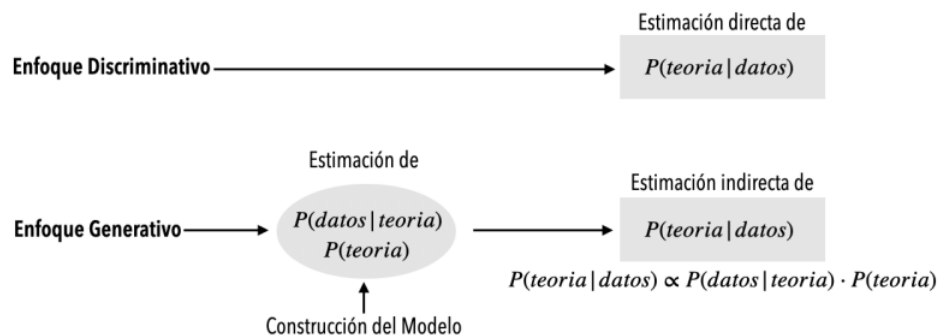 Estimación directa de
Enfoque Discriminativo
P(teoria|datos)
Estimación de
Estimación indirecta de
P(datos|teoria)
Enfoque Generativo
P(teoria|datos)
P(teoria)
P(teoria|datos) ∝ P(datos|teoria) · P(teoria)
Construcción del Modelo